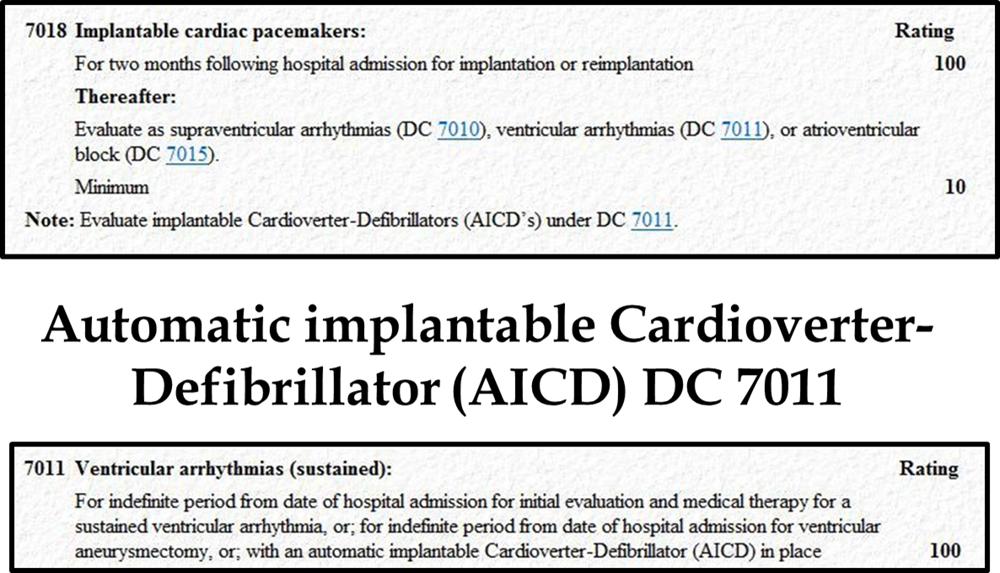 7018 Implantable cardiac pacemakers: Rating
For two months following hospital admission for implantation or reimplantation 100
Thereafter:
Evaluate as supraventricular arrhythmias (DC 7010), ventricular arrhythmias (DC 7011), or atrioventricular
block (DC 7015).
Minimum 10
Note: Evaluate implantable Cardioverter-Defibrillators (AICD's) under DC 7011.
Automatic implantable Cardioverter-
Defibrillator (AICD) DC 7011
7011 Ventricular arrhythmias (sustained): Rating
For indefinite period from date of hospital admission for initial evaluation and medical therapy for a
sustained ventricular arrhythmia, or; for indefinite period from date of hospital admission for ventricular
aneurysmectomy, or; with an automatic implantable Cardioverter-Defibrillator (AICD) in place 100